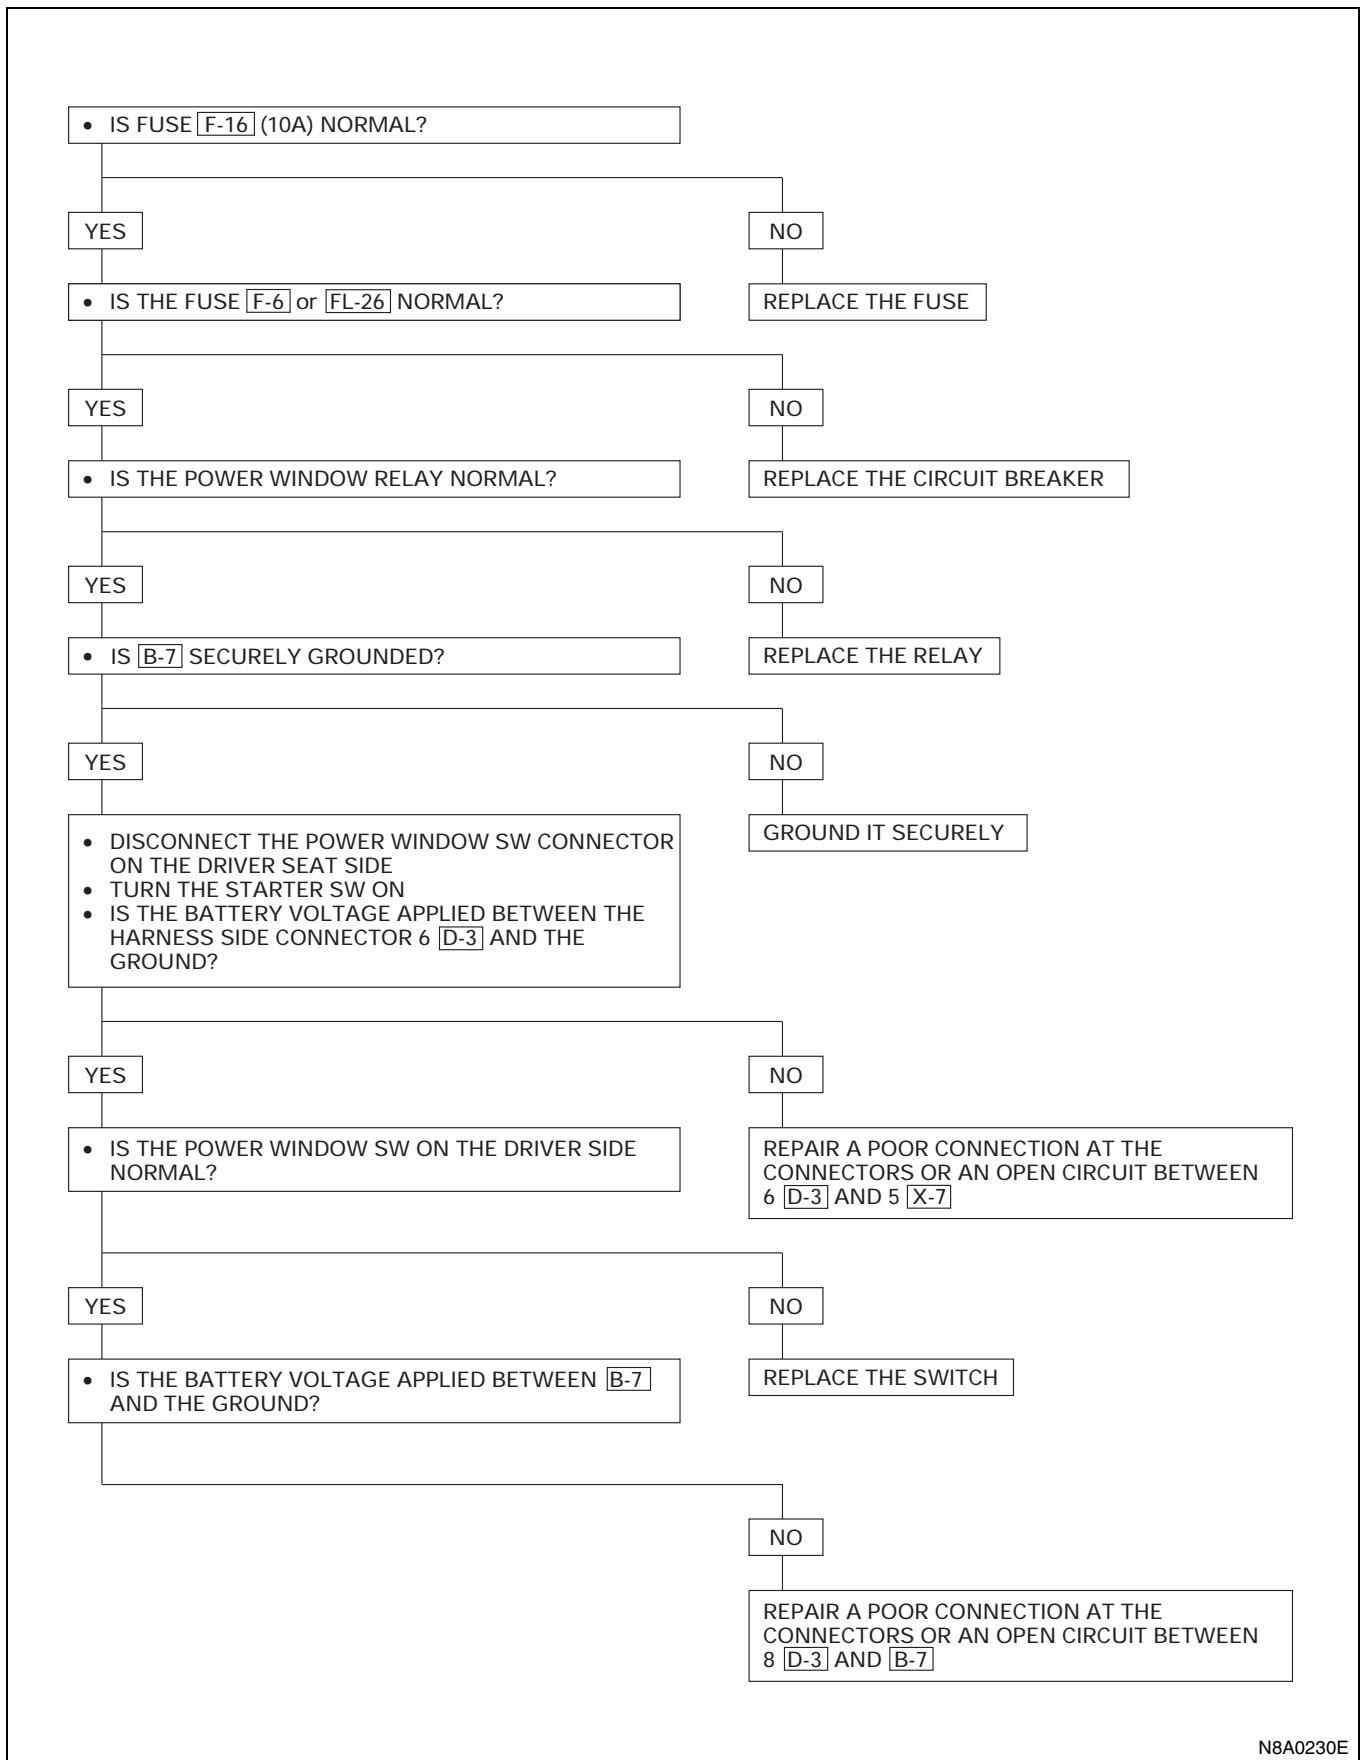 • IS FUSE F-16 (10A) NORMAL?
YES
NO
• IS THE FUSE F-6 or FL-26 NORMAL?
REPLACE THE FUSE
YES
NO
• IS THE POWER WINDOW RELAY NORMAL?
REPLACE THE CIRCUIT BREAKER
YES
NO
• IS B-7 SECURELY GROUNDED?
REPLACE THE RELAY
YES
NO
• DISCONNECT THE POWER WINDOW SW CONNECTOR
ON THE DRIVER SEAT SIDE
• TURN THE STARTER SW ON
• IS THE BATTERY VOLTAGE APPLIED BETWEEN THE
HARNESS SIDE CONNECTOR 6 D-3 AND THE
GROUND?
GROUND IT SECURELY
YES
NO
• IS THE POWER WINDOW SW ON THE DRIVER SIDE
NORMAL?
REPAIR A POOR CONNECTION AT THE
CONNECTORS OR AN OPEN CIRCUIT BETWEEN
6 D-3 AND 5 X-7
YES
NO
• IS THE BATTERY VOLTAGE APPLIED BETWEEN B-7
AND THE GROUND?
REPLACE THE SWITCH
NO
REPAIR A POOR CONNECTION AT THE
CONNECTORS OR AN OPEN CIRCUIT BETWEEN
8 D-3 AND B-7
N8A0230E